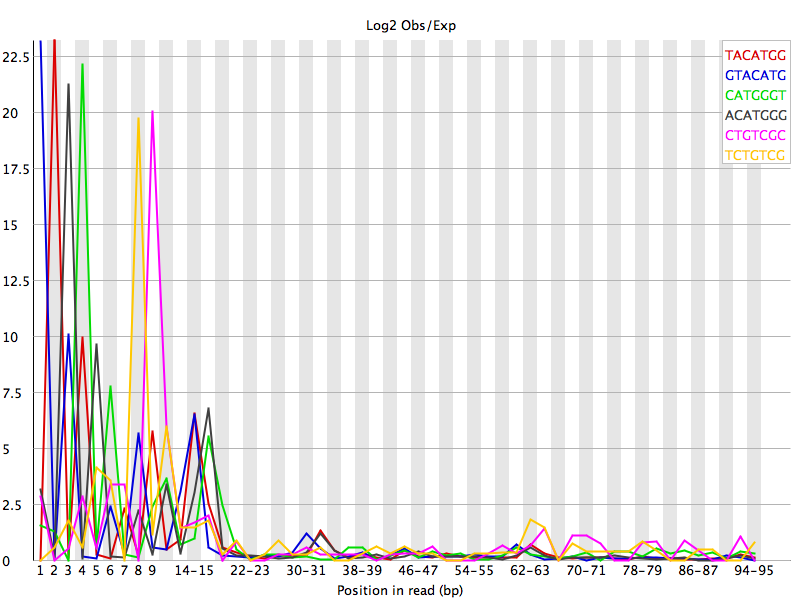 Log2 Obs/Exp
22.5
20
17.5
15
12.5
10
7.5
5
2.5
0
TACATGG
GTACATG
CATGGGT
ACATGGG
CTGTCGC
TCTGTCG
1 2 3 4 5 6 7 8 9 14-15 22-23 30-31 38-39 46-47 54-55 62-63 70-71 78-79 86-87 94-95
Position in read (bp)